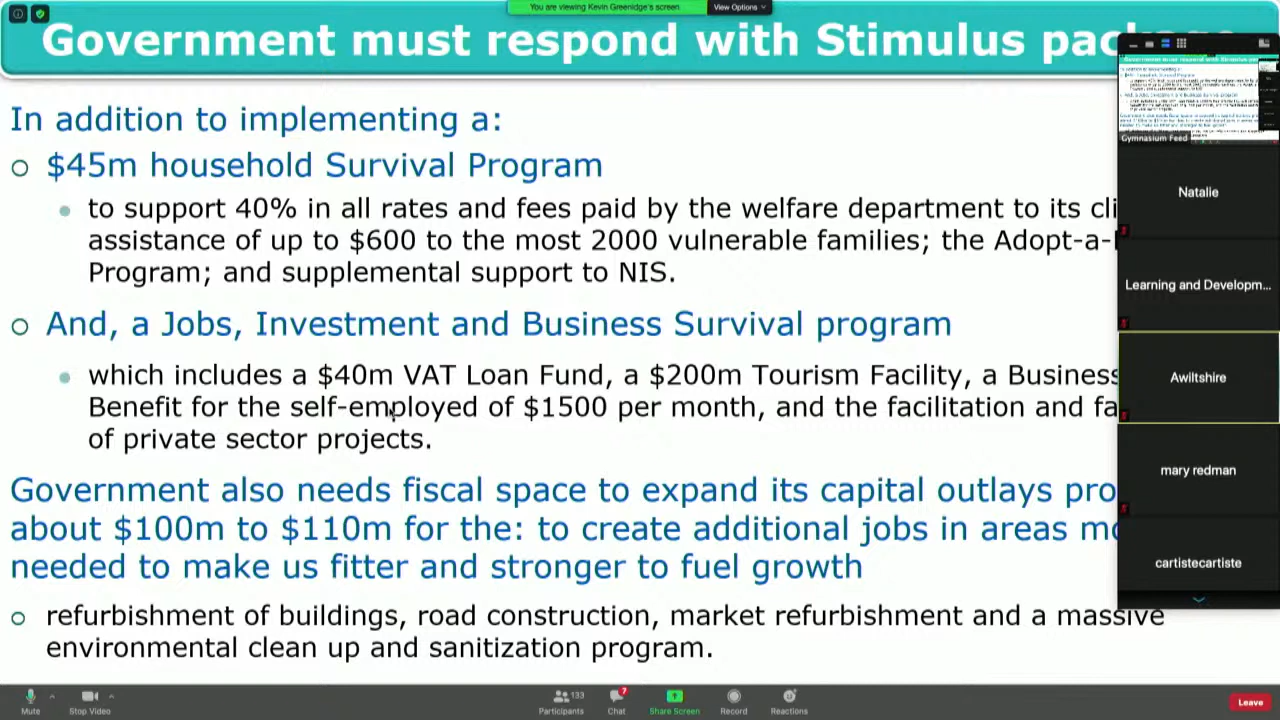 You are viewing Kevin Greenidge's screen
View Options
Government must respond with Stimulus
In addition to implementing a:
$45m household Survival Program
to support 40% in all rates and fees paid by the welfare department to its
assistance of up to $600 to the most 2000 vulnerable families; the
Program; and supplemental support to NIS.
And, a Jobs, Investment and Business Survival program
which includes a $40m VAT Loan Fund, a $200m Tourism Facility, a Business
Benefit for the self-employed of $1500 per month, and the facilitation and
of private sector projects.
Government also needs fiscal space to expand its capital outlays
about $100m to $110m for the: to create additional jobs in areas
needed to make us fitter and stronger to fuel growth
refurbishment of buildings, road construction, market refurbishment and a massive
environmental clean up and sanitization program.
Gymnasium Feed
Natalie
Learning and Developm...
Awiltshire
mary redman
cartistecartiste
Mute
Stop Video
Participants
133
Chat
7
Share Screen
Record
Reactions
Leave